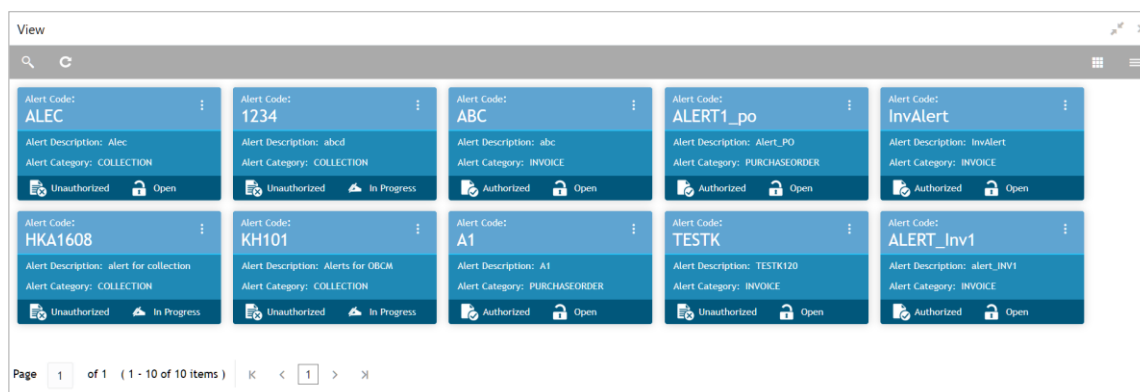 View
Alert Code:
ALEC
Alert Description: Alec
Alert Category: COLLECTION
Unauthorized Open
Alert Code:
1234
Alert Description: abcd
Alert Category: COLLECTION
Unauthorized In Progress
Alert Code:
ABC
Alert Description: abc
Alert Category: INVOICE
Authorized Open
Alert Code:
ALERT1_po
Alert Description: Alert_PO
Alert Category: PURCHASEORDER
Authorized Open
Alert Code:
InvAlert
Alert Description: InvAlert
Alert Category: INVOICE
Authorized Open
Alert Code:
HKA1608
Alert Description: alert for collection
Alert Category: COLLECTION
Unauthorized In Progress
Alert Code:
KH101
Alert Description: Alerts for OBCM
Alert Category: COLLECTION
Unauthorized In Progress
Alert Code:
A1
Alert Description: A1
Alert Category: PURCHASEORDER
Authorized Open
Alert Code:
TESTK
Alert Description: TESTK120
Alert Category: INVOICE
Unauthorized Open
Alert Code:
ALERT_Inv1
Alert Description: alert_INV1
Alert Category: INVOICE
Authorized Open
Page 1 of 1 ( 1 - 10 of 10 items ) 1